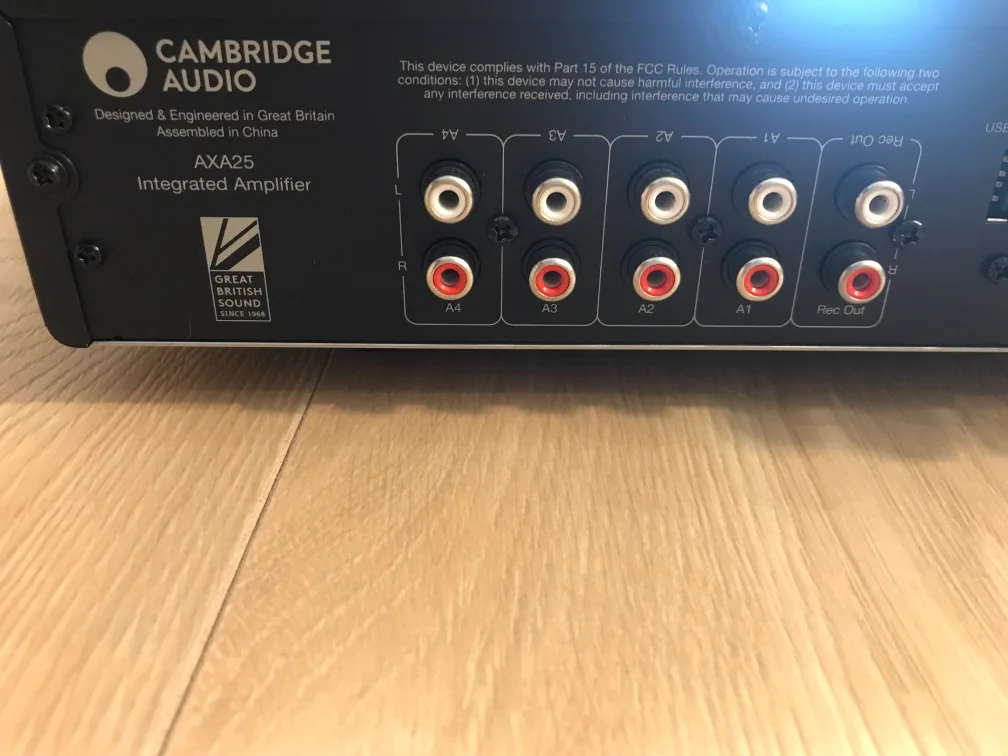 CAMBRIDGE
AUDIO
Designed & Engineered in Great Britain
Assembled in China
AXA25
Integrated Amplifier
GREAT
BRITISH
SOUND
SINCE 1968
This device complies with Part 15 of the FCC Rules. Operation is subject to the following two
conditions: (1) this device may not cause harmful interference, and (2) this device must accept
any interference received, including interference that may cause undesired operation.
A4 A3 A2 A1 Rec Out
L L
R R
A4 A3 A2 A1 Rec Out
USB